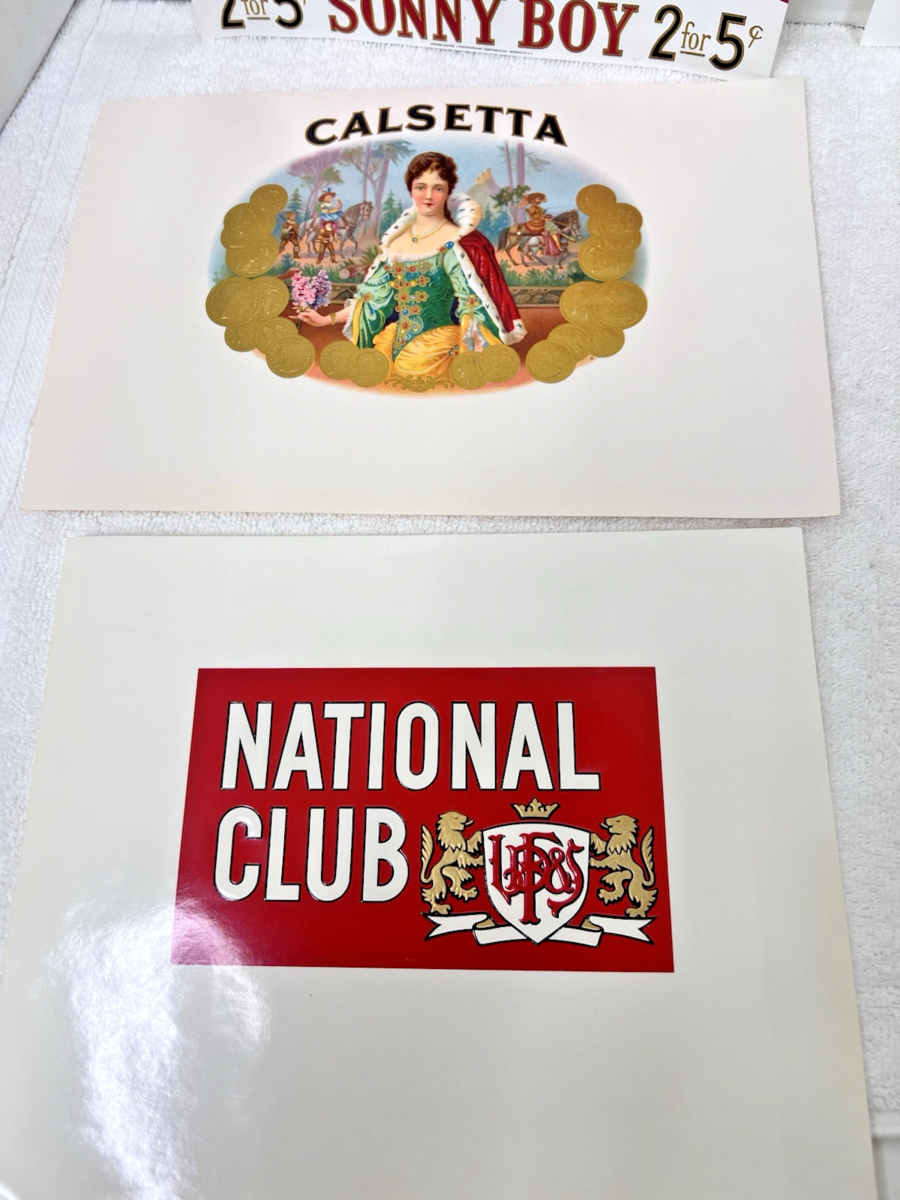 2 for 5 SONNY BOY 2 for 5¢
CALSETTA
NATIONAL
CLUB